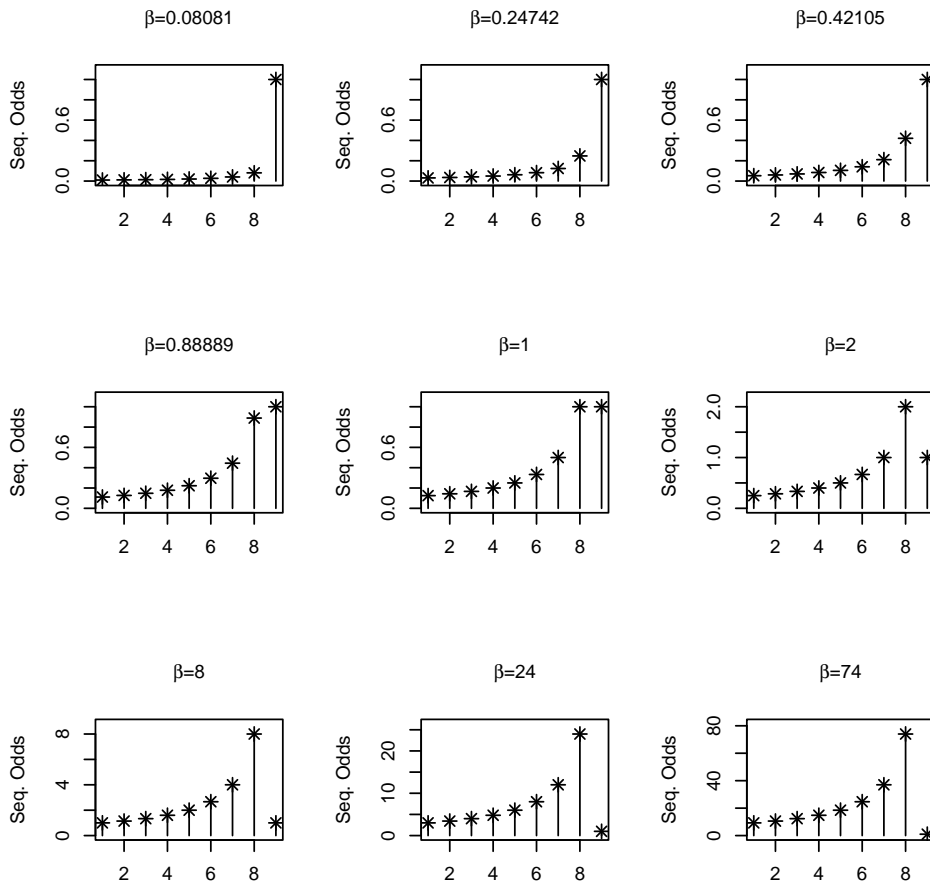 β=0.08081
Seq. Odds
0.0 0.6
2 4 6 8
β=0.24742
Seq. Odds
0.0 0.6
2 4 6 8
β=0.42105
Seq. Odds
0.0 0.6
2 4 6 8
β=0.88889
Seq. Odds
0.0 0.6
2 4 6 8
β=1
Seq. Odds
0.0 0.6
2 4 6 8
β=2
Seq. Odds
0.0 1.0 2.0
2 4 6 8
β=8
Seq. Odds
0 4 8
2 4 6 8
β=24
Seq. Odds
0 10 20
2 4 6 8
β=74
Seq. Odds
0 40 80
2 4 6 8